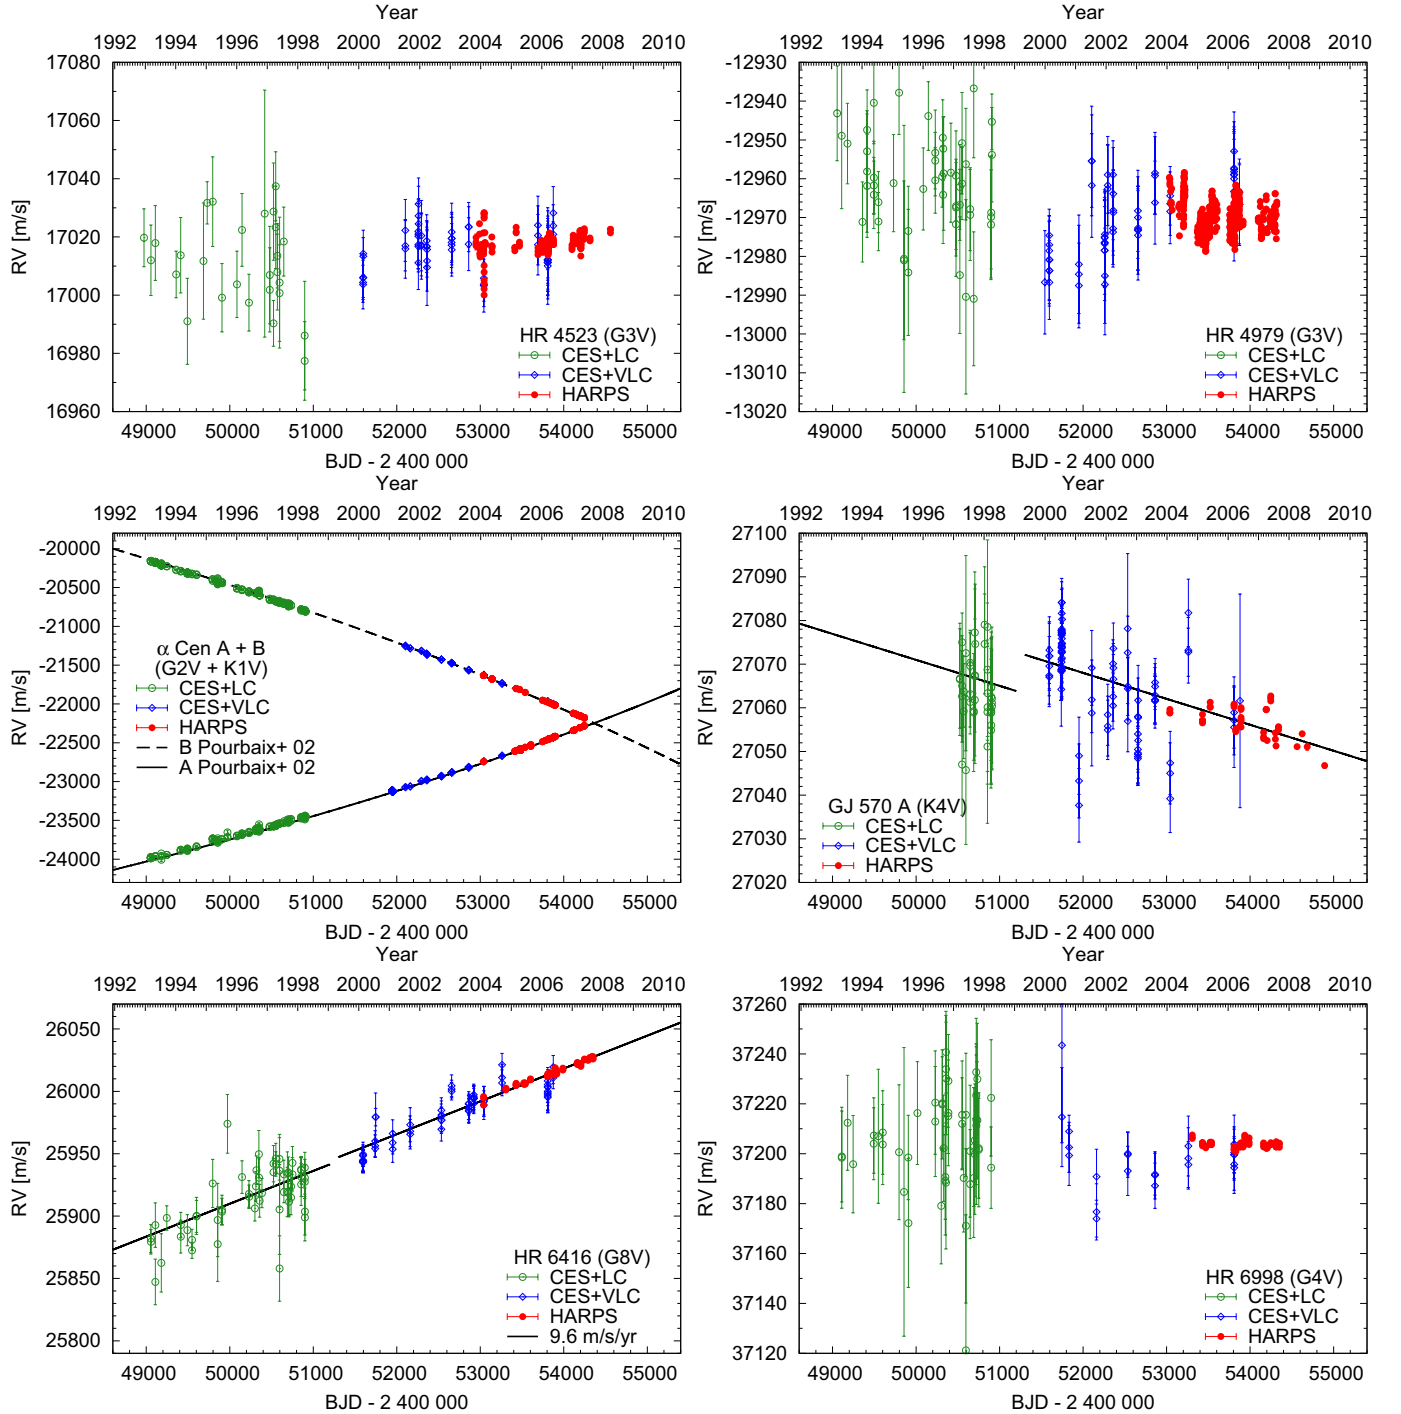 Year
1992 1994 1996 1998 2000 2002 2004 2006 2008 2010
17080
17060
17040
17020
17000
16980
16960
RV [m/s]
HR 4523 (G3V)
CES+LC
CES+VLC
HARPS
49000 50000 51000 52000 53000 54000 55000
BJD - 2 400 000
Year
1992 1994 1996 1998 2000 2002 2004 2006 2008 2010
-12930
-12940
-12950
-12960
-12970
-12980
-12990
-13000
-13010
-13020
RV [m/s]
HR 4979 (G3V)
CES+LC
CES+VLC
HARPS
49000 50000 51000 52000 53000 54000 55000
BJD - 2 400 000
Year
1992 1994 1996 1998 2000 2002 2004 2006 2008 2010
-20000
-20500
-21000
-21500
-22000
-22500
-23000
-23500
-24000
RV [m/s]
α Cen A + B
(G2V + K1V)
CES+LC
CES+VLC
HARPS
B Pourbaix+ 02
A Pourbaix+ 02
49000 50000 51000 52000 53000 54000 55000
BJD - 2 400 000
Year
1992 1994 1996 1998 2000 2002 2004 2006 2008 2010
27100
27090
27080
27070
27060
27050
27040
27030
27020
RV [m/s]
GJ 570 A (K4V)
CES+LC
CES+VLC
HARPS
49000 50000 51000 52000 53000 54000 55000
BJD - 2 400 000
Year
1992 1994 1996 1998 2000 2002 2004 2006 2008 2010
26050
26000
25950
25900
25850
25800
RV [m/s]
HR 6416 (G8V)
CES+LC
CES+VLC
HARPS
9.6 m/s/yr
49000 50000 51000 52000 53000 54000 55000
BJD - 2 400 000
Year
1992 1994 1996 1998 2000 2002 2004 2006 2008 2010
37260
37240
37220
37200
37180
37160
37140
37120
RV [m/s]
HR 6998 (G4V)
CES+LC
CES+VLC
HARPS
49000 50000 51000 52000 53000 54000 55000
BJD - 2 400 000